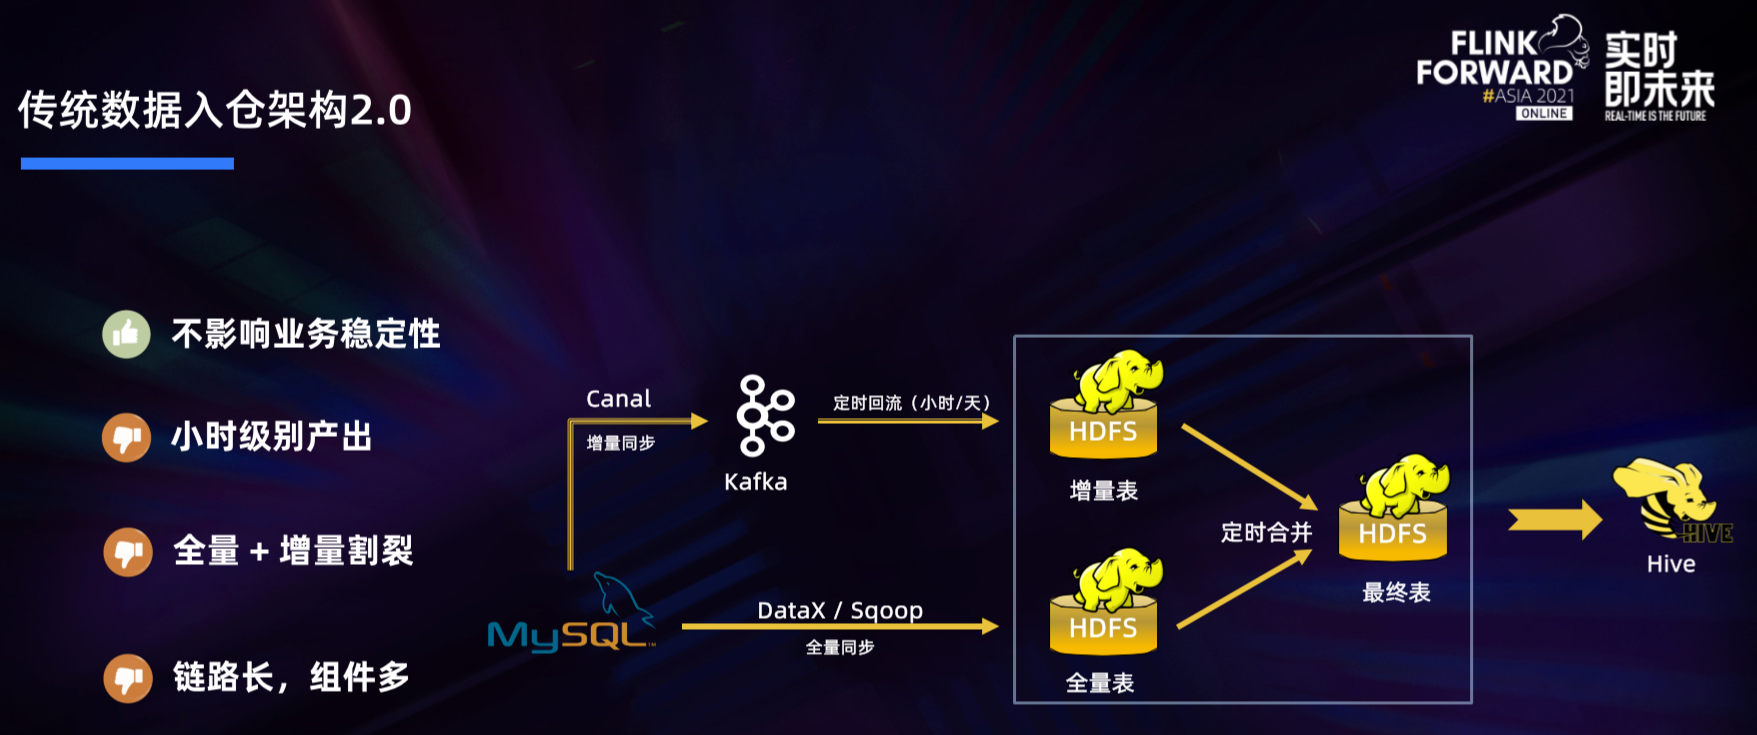 FLINK
FORWARD
#ASIA 2021
ONLINE
实时
即未来
REAL-TIME IS THE FUTURE
传统数据入仓架构2.0
不影响业务稳定性
小时级别产出
全量 + 增量割裂
链路长，组件多
Canal
增量同步
Kafka
定时回流（小时/天）
HDFS
增量表
MySQL™
DataX / Sqoop
全量同步
HDFS
全量表
定时合并
HDFS
最终表
HIVE
Hive